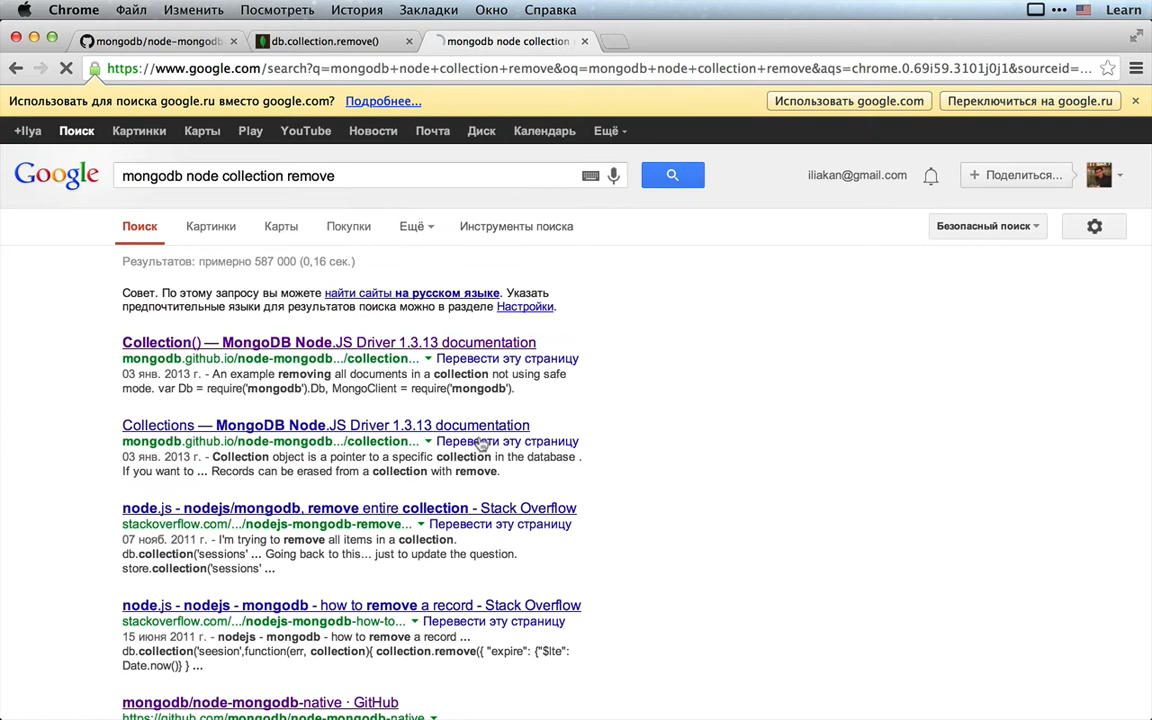 Chrome Файл Изменить Посмотреть История Закладки Окно Справка Learn
mongodb/node-mongodb db.collection.remove() mongodb node collection
https://www.google.com/search?q=mongodb+node+collection+remove&oq=mongodb+node+collection+remove&aqs=chrome.0.69i59.3101j0j1&sourceid=...
Использовать для поиска google.ru вместо google.com? Подробнее... Использовать google.com Переключиться на google.ru
+Ilya Поиск Картинки Карты Play YouTube Новости Почта Диск Календарь Ещё
Google mongodb node collection remove iliakan@gmail.com + Поделиться...
Поиск Картинки Карты Покупки Ещё Инструменты поиска Безопасный поиск
Результатов: примерно 587 000 (0,16 сек.)
Совет. По этому запросу вы можете найти сайты на русском языке. Указать
предпочтительные языки для результатов поиска можно в разделе Настройки.
Collection() — MongoDB Node.JS Driver 1.3.13 documentation
mongodb.github.io/node-mongodb.../collection... Перевести эту страницу
03 янв. 2013 г. - An example removing all documents in a collection not using safe
mode. var Db = require('mongodb').Db, MongoClient = require('mongodb').
Collections — MongoDB Node.JS Driver 1.3.13 documentation
mongodb.github.io/node-mongodb.../collection... Перевести эту страницу
03 янв. 2013 г. - Collection object is a pointer to a specific collection in the database .
If you want to ... Records can be erased from a collection with remove.
node.js - nodejs/mongodb, remove entire collection - Stack Overflow
stackoverflow.com/.../nodejs-mongodb-remove... Перевести эту страницу
07 нояб. 2011 г. - I'm trying to remove all items in a collection.
db.collection('sessions' ... Going back to this... just to update the question.
store.collection('sessions' ...
node.js - nodejs - mongodb - how to remove a record - Stack Overflow
stackoverflow.com/.../nodejs-mongodb-how-to... Перевести эту страницу
15 июня 2011 г. - nodejs - mongodb - how to remove a record ...
db.collection('seesion',function(err, collection){ collection.remove({ "expire": {"$lte":
Date.now()} } ...
mongodb/node-mongodb-native · GitHub
https://github.com/mongodb/node-mongodb-native